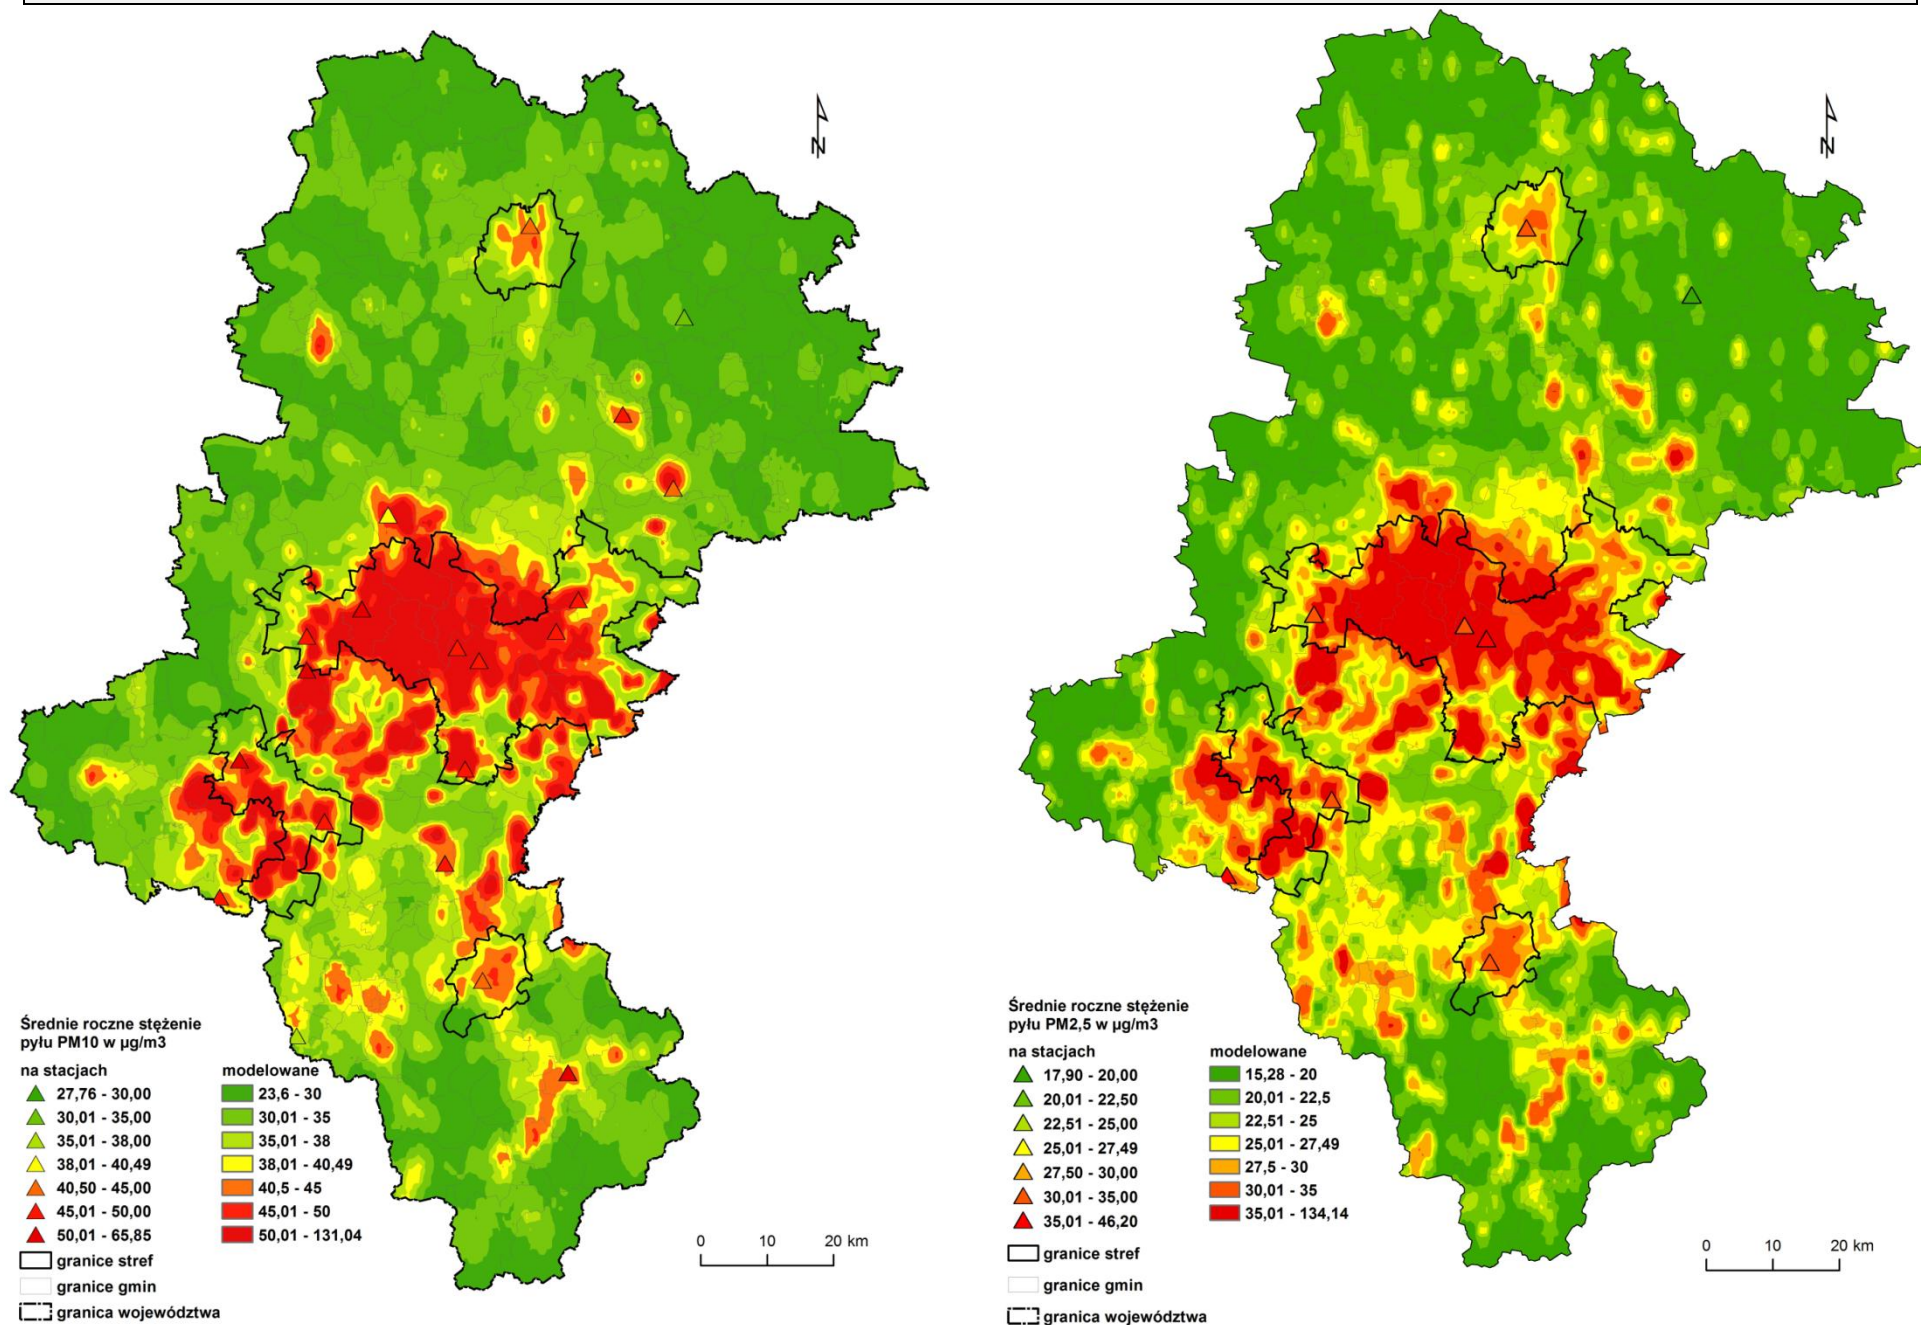 N
Średnie roczne stężenie
pyłu PM10 w µg/m3
na stacjach
27,76 - 30,00
30,01 - 35,00
35,01 - 38,00
38,01 - 40,49
40,50 - 45,00
45,01 - 50,00
50,01 - 65,85
granice stref
granice gmin
granica województwa
modelowane
23,6 - 30
30,01 - 35
35,01 - 38
38,01 - 40,49
40,5 - 45
45,01 - 50
50,01 - 131,04
0 10 20 km
N
Średnie roczne stężenie
pyłu PM2,5 w µg/m3
na stacjach
17,90 - 20,00
20,01 - 22,50
22,51 - 25,00
25,01 - 27,49
27,50 - 30,00
30,01 - 35,00
35,01 - 46,20
granice stref
granice gmin
granica województwa
modelowane
15,28 - 20
20,01 - 22,5
22,51 - 25
25,01 - 27,49
27,5 - 30
30,01 - 35
35,01 - 134,14
0 10 20 km